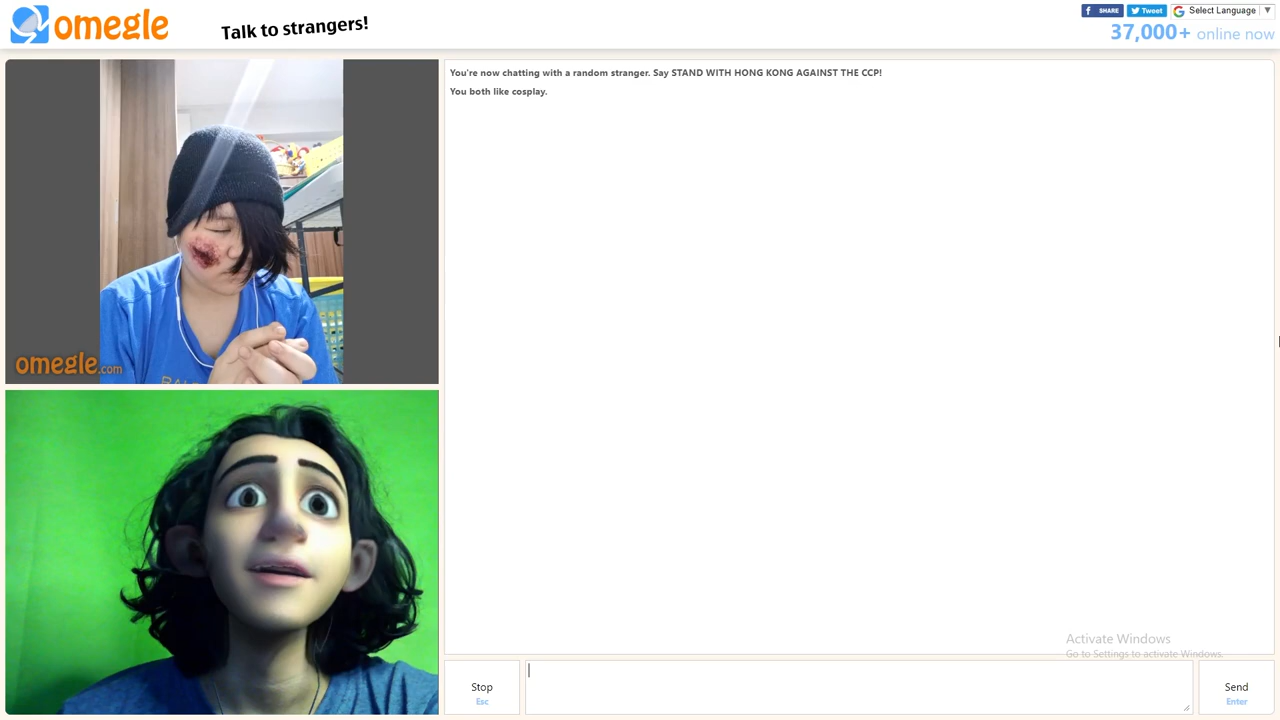 omegle
Talk to strangers!
SHARE
Tweet
Select Language ▼
37,000+ online now
You're now chatting with a random stranger. Say STAND WITH HONG KONG AGAINST THE CCP!
You both like cosplay.
omegle.com
Activate Windows
Go to Settings to activate Windows.
Stop
Esc
Send
Enter